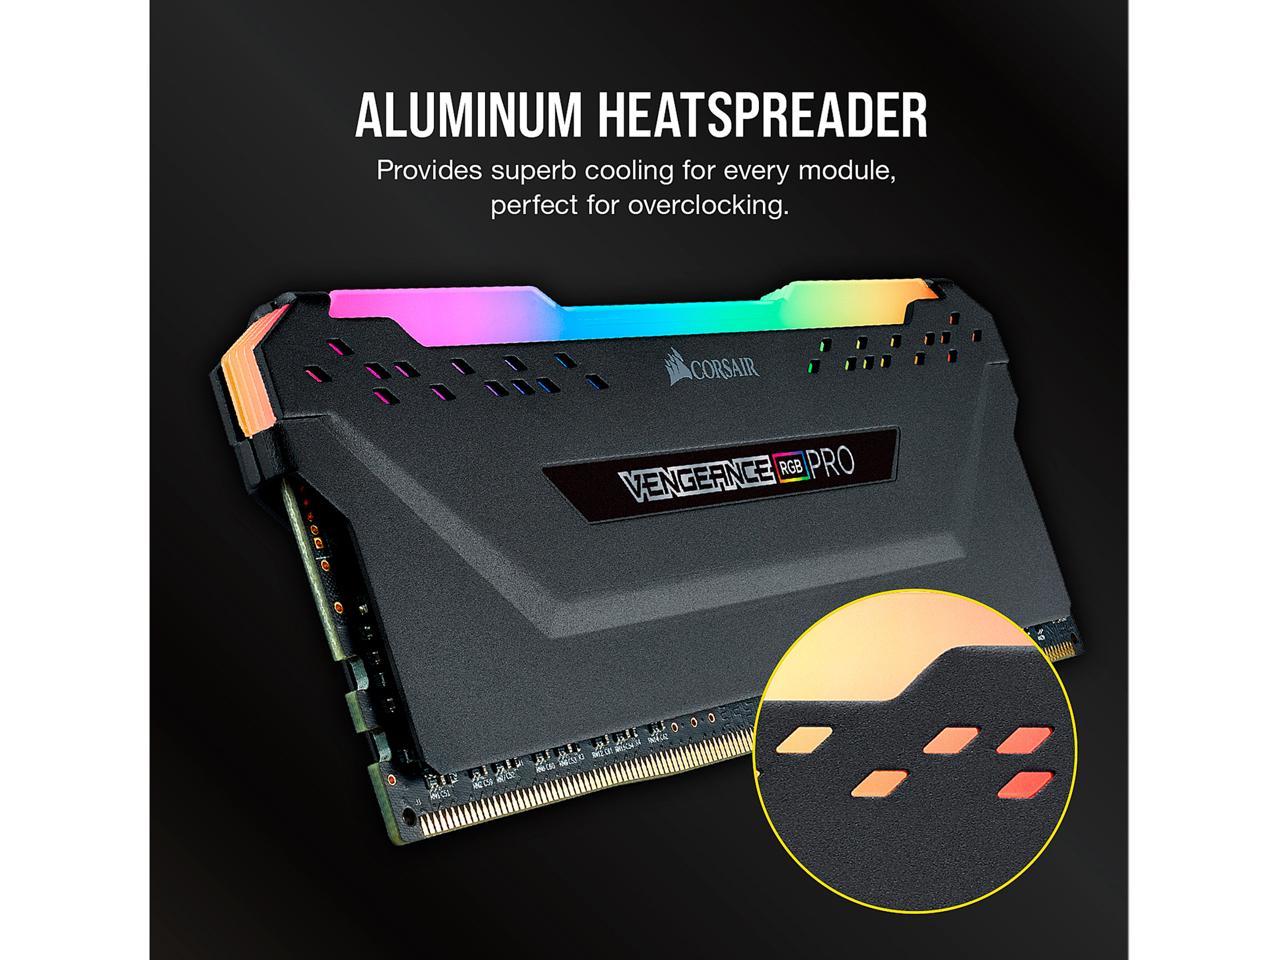 ALUMINUM HEATSPREADER
Provides superb cooling for every module,
perfect for overclocking.
CORSAIR
VENGEANCE RGB PRO